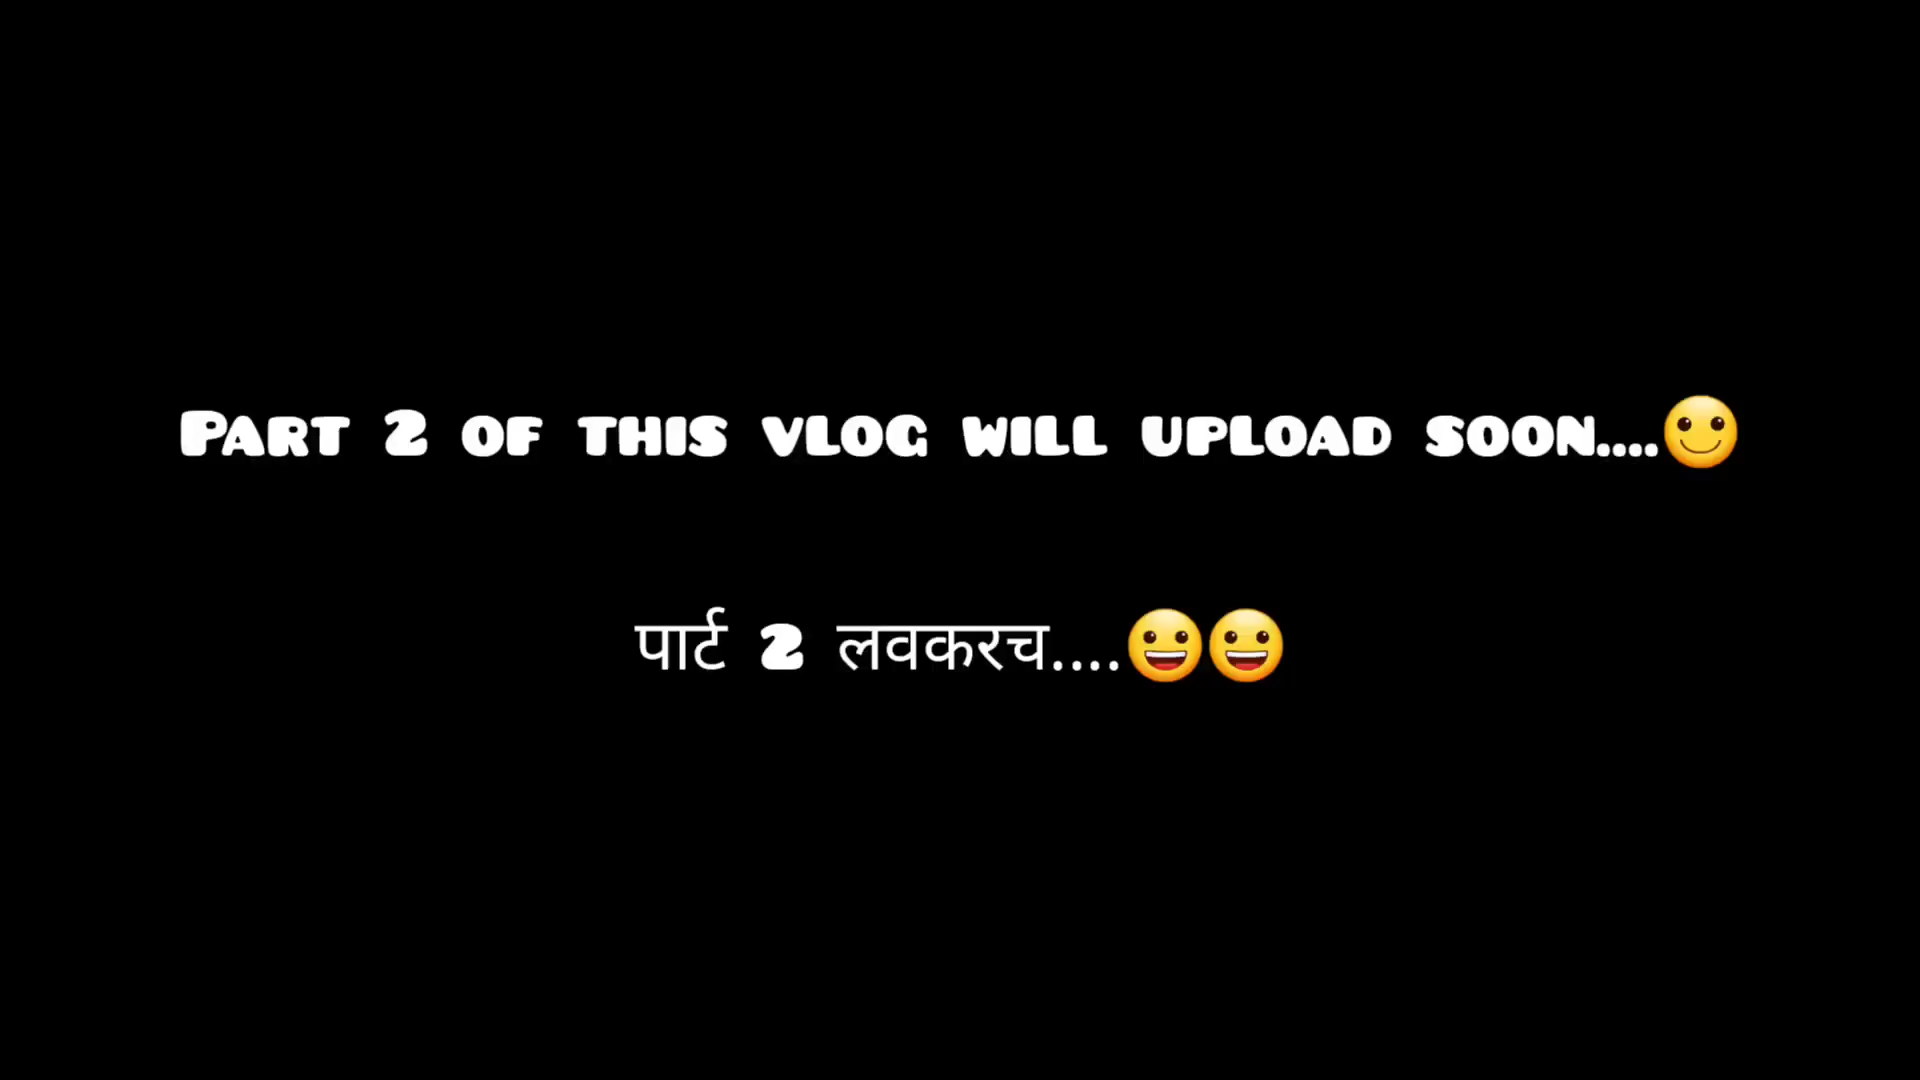 Part 2 of this vlog will upload soon....🙂
पार्ट 2 लवकरच....😀😀